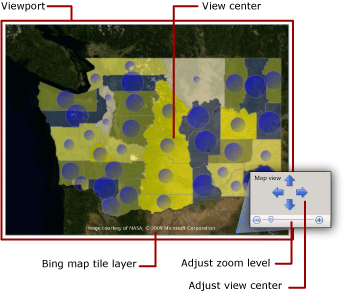 Viewport
View center
Map view
Image courtesy of NASA, © 2009 Microsoft Corporation
Bing map tile layer
Adjust zoom level
Adjust view center